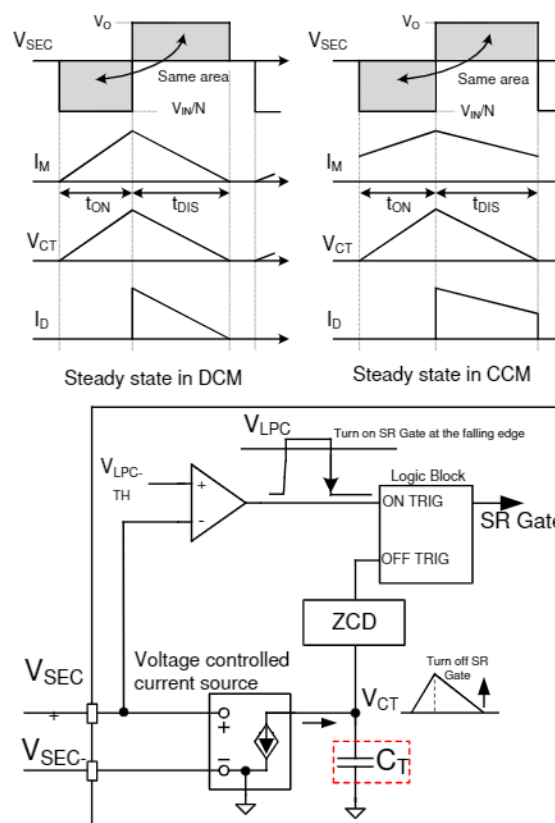 Vo
VSEC
Same area
VIN/N
IM
tON
tDIS
VCT
ID
Steady state in DCM
Vo
VSEC
Same area
VIN/N
IM
tON
tDIS
VCT
ID
Steady state in CCM
VLPC
Turn on SR Gate at the falling edge
VLPC-
TH
+
-
Logic Block
ON TRIG
SR Gate
OFF TRIG
ZCD
Voltage controlled
current source
VSEC
+
+
VSEC-
-
VCT
Turn off SR
Gate
CT